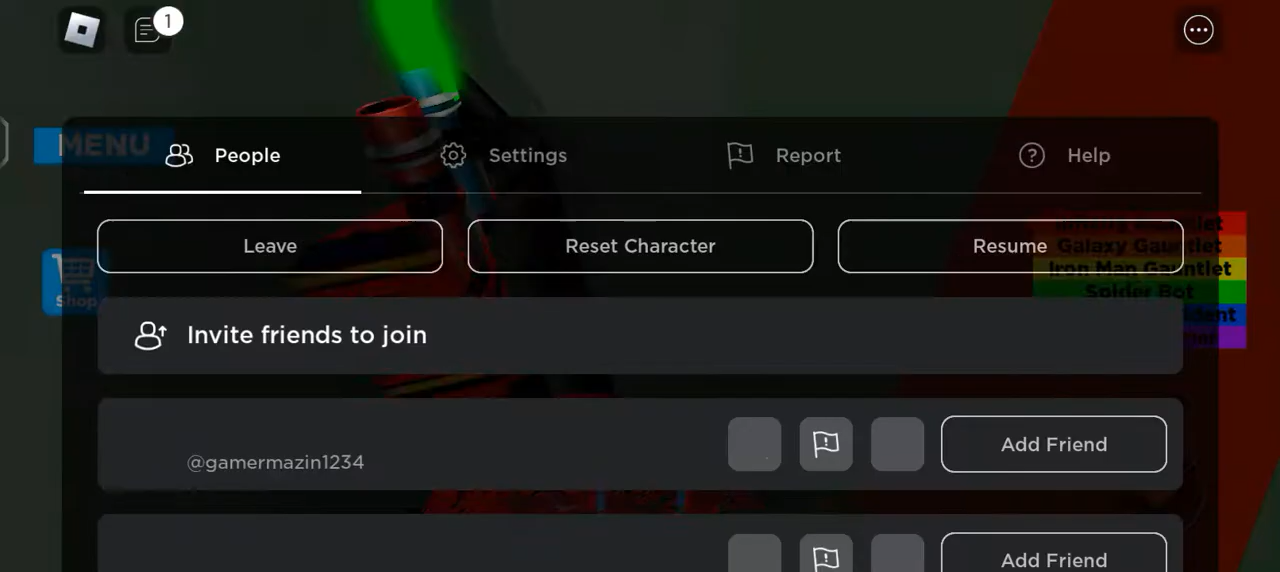 1
MENU
People
Settings
Report
Help
Leave
Reset Character
Resume
Gauntlet
Galaxy Gauntlet
Iron Man Gauntlet
Spider Bot
Shop
Invite friends to join
@gamermazin1234
Add Friend
Add Friend